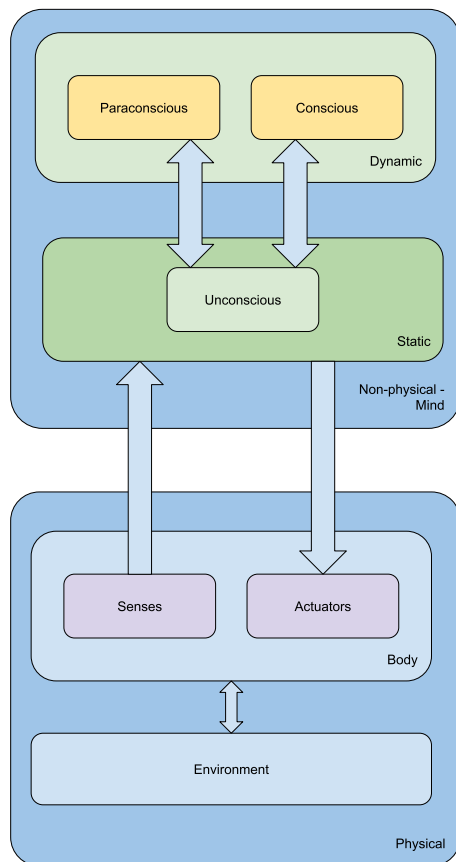 Paraconscious
Conscious
Dynamic
Unconscious
Static
Non-physical -
Mind
Senses
Actuators
Body
Environment
Physical